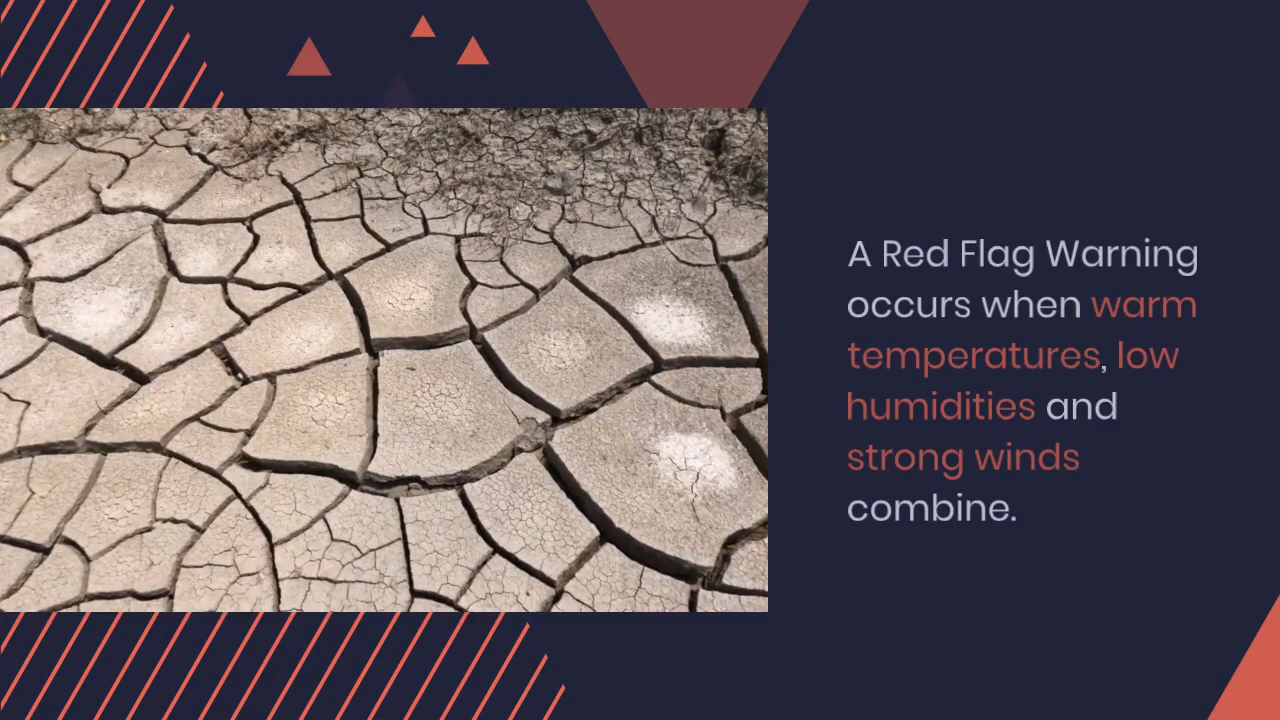 A Red Flag Warning
occurs when warm
temperatures, low
humidities and
strong winds
combine.